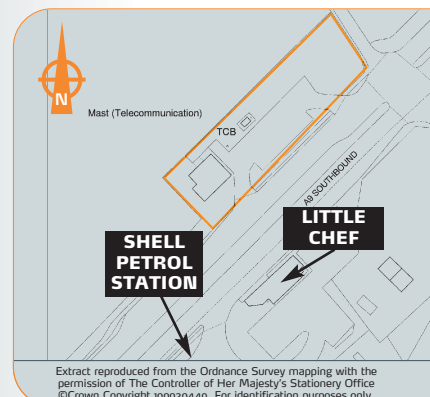 N
Mast (Telecommunication)
TCB
A9 SOUTHBOUND
LITTLE
CHEF
SHELL
PETROL
STATION
Extract reproduced from the Ordnance Survey mapping with the
permission of The Controller of Her Majesty's Stationery Office
©Crown Copyright 100020449. For identification purposes only